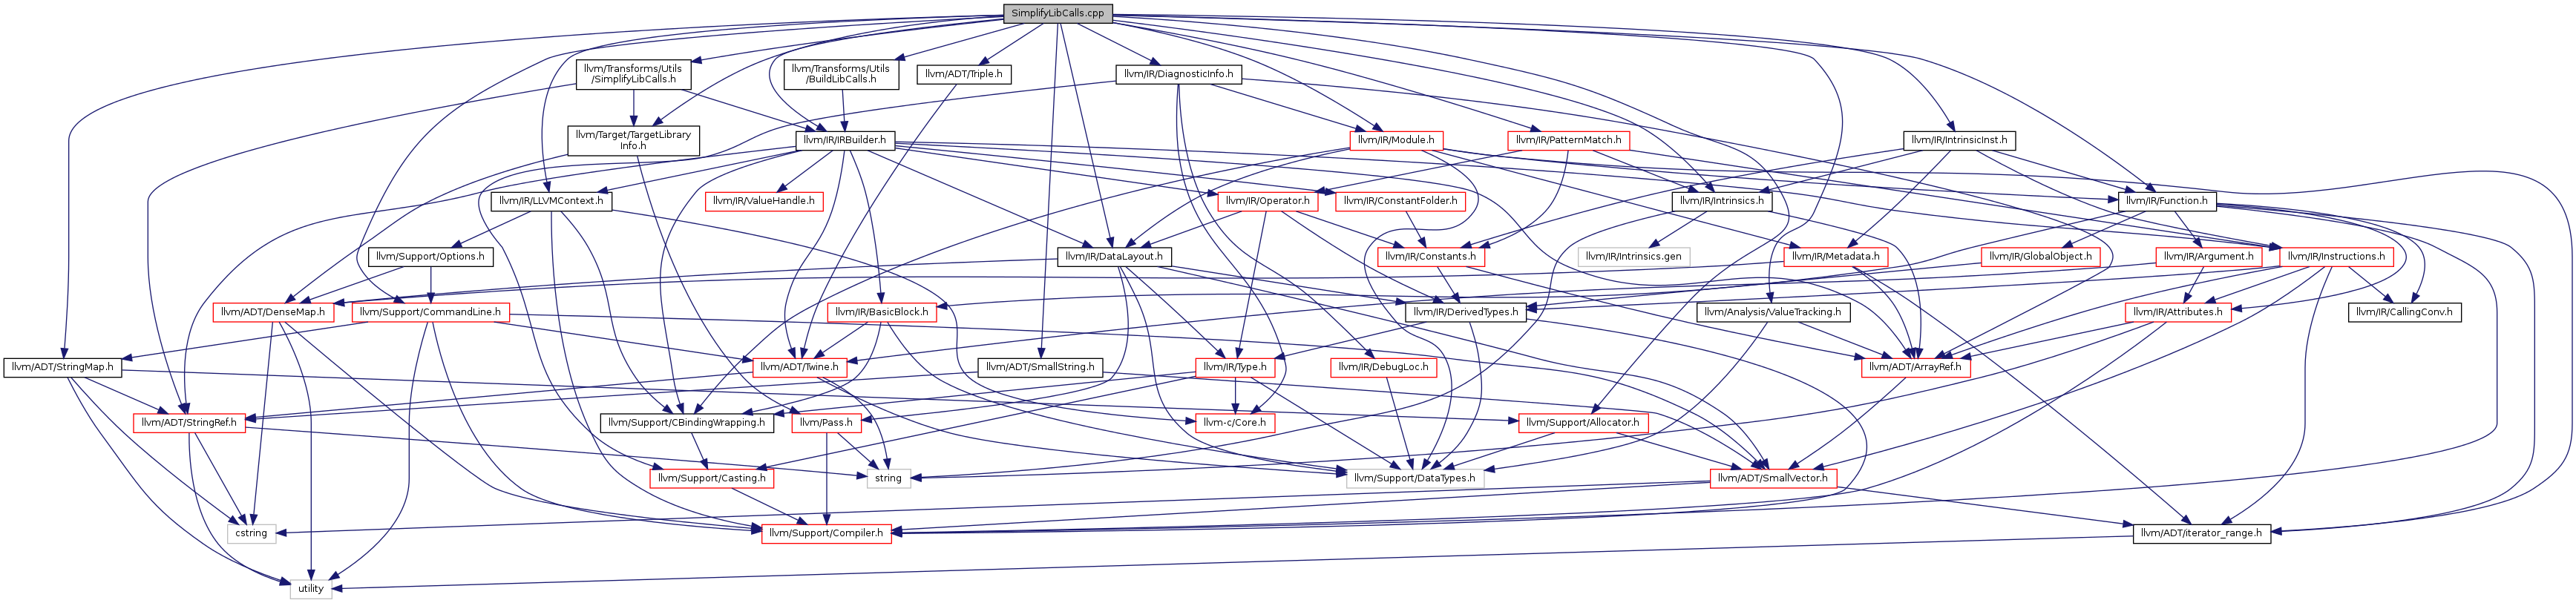 SimplifyLibCalls.cpp
llvm/Transforms/Utils
/SimplifyLibCalls.h
llvm/Transforms/Utils
/BuildLibCalls.h
llvm/ADT/Triple.h
llvm/IR/DiagnosticInfo.h
llvm/Target/TargetLibrary
Info.h
llvm/IR/IRBuilder.h
llvm/IR/Module.h
llvm/IR/PatternMatch.h
llvm/IR/IntrinsicInst.h
llvm/IR/LLVMContext.h
llvm/IR/ValueHandle.h
llvm/IR/Operator.h
llvm/IR/ConstantFolder.h
llvm/IR/Intrinsics.h
llvm/IR/Function.h
llvm/Support/Options.h
llvm/IR/DataLayout.h
llvm/IR/Constants.h
llvm/IR/Intrinsics.gen
llvm/IR/Metadata.h
llvm/IR/GlobalObject.h
llvm/IR/Argument.h
llvm/IR/Instructions.h
llvm/ADT/DenseMap.h
llvm/Support/CommandLine.h
llvm/IR/BasicBlock.h
llvm/IR/DerivedTypes.h
llvm/Analysis/ValueTracking.h
llvm/IR/Attributes.h
llvm/IR/CallingConv.h
llvm/ADT/StringMap.h
llvm/ADT/Twine.h
llvm/ADT/SmallString.h
llvm/IR/Type.h
llvm/IR/DebugLoc.h
llvm/ADT/ArrayRef.h
llvm/ADT/StringRef.h
llvm/Support/CBindingWrapping.h
llvm/Pass.h
llvm-c/Core.h
llvm/Support/Allocator.h
llvm/Support/Casting.h
string
llvm/Support/DataTypes.h
llvm/ADT/SmallVector.h
cstring
llvm/Support/Compiler.h
llvm/ADT/iterator_range.h
utility